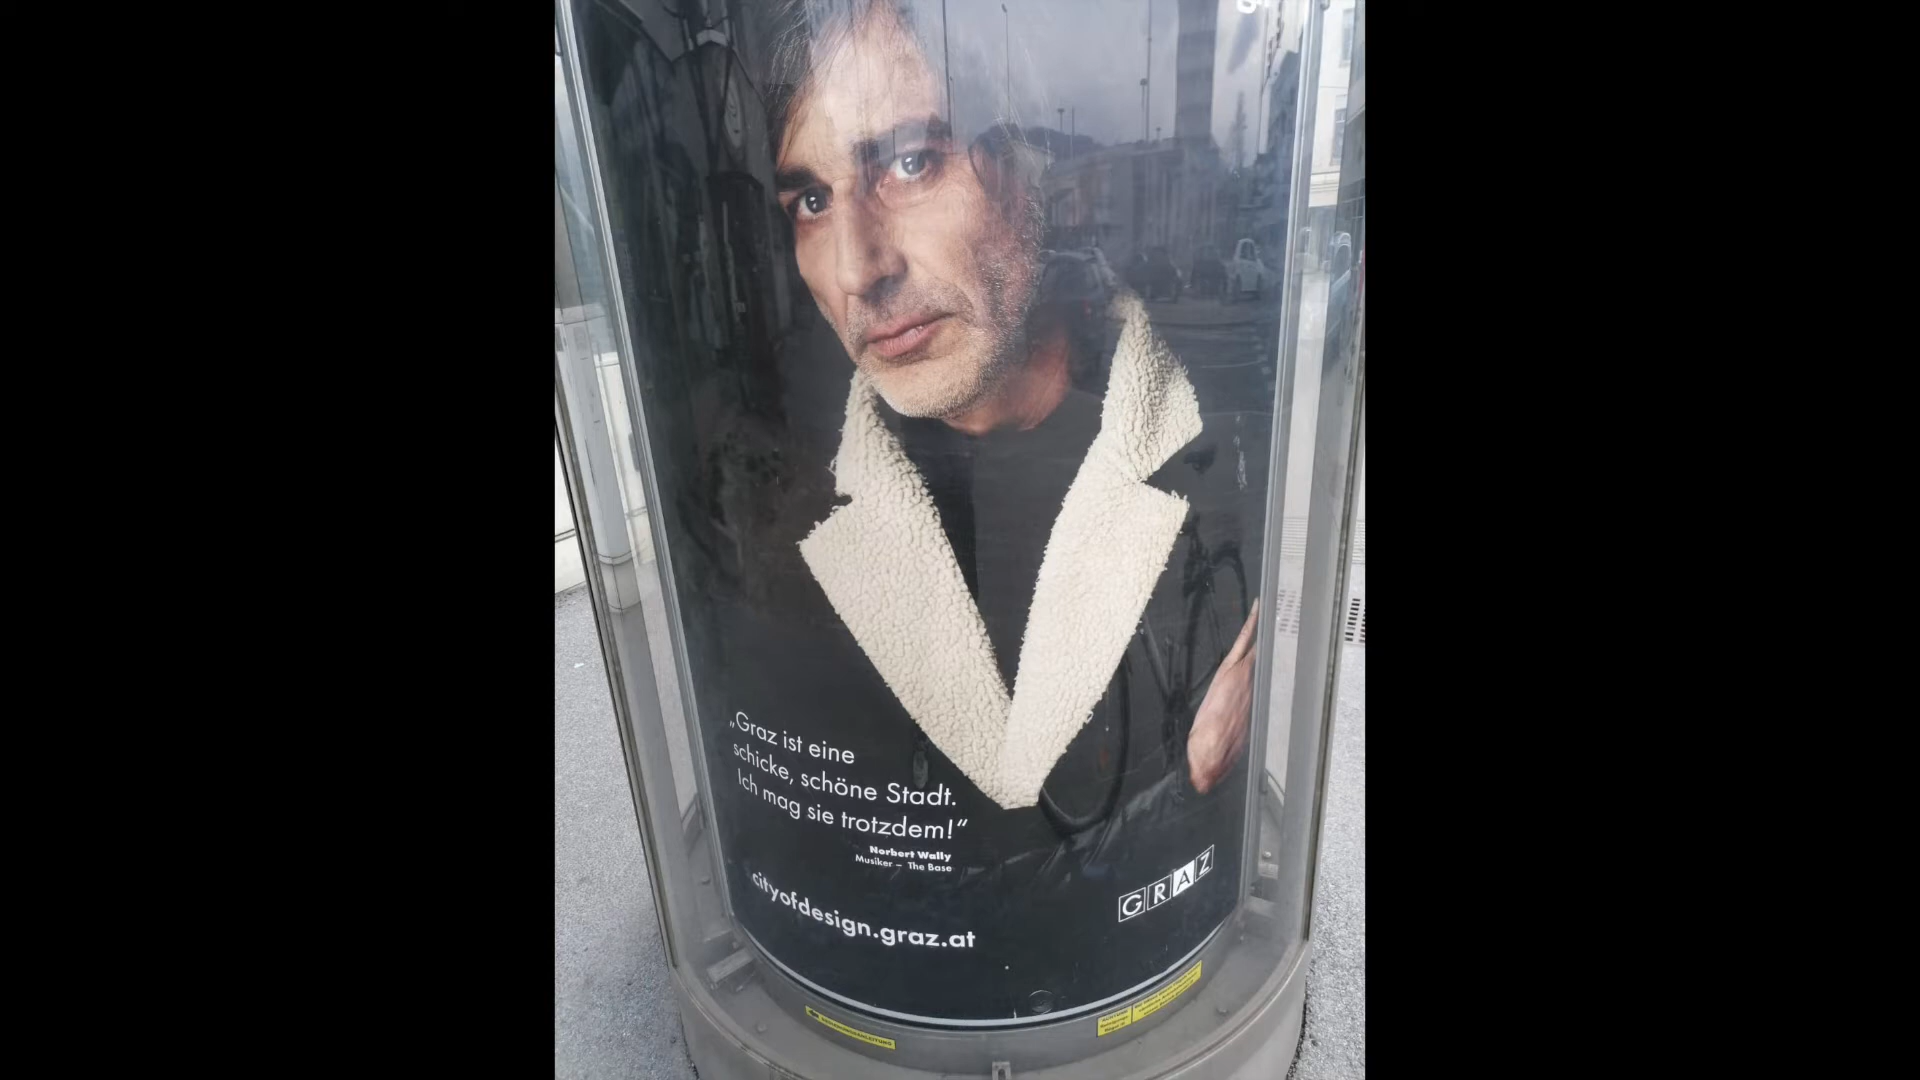 „Graz ist eine
schicke, schöne Stadt.
Ich mag sie trotzdem!“
Norbert Wally
Musiker – The Base
cityofdesign.graz.at
GRAZ